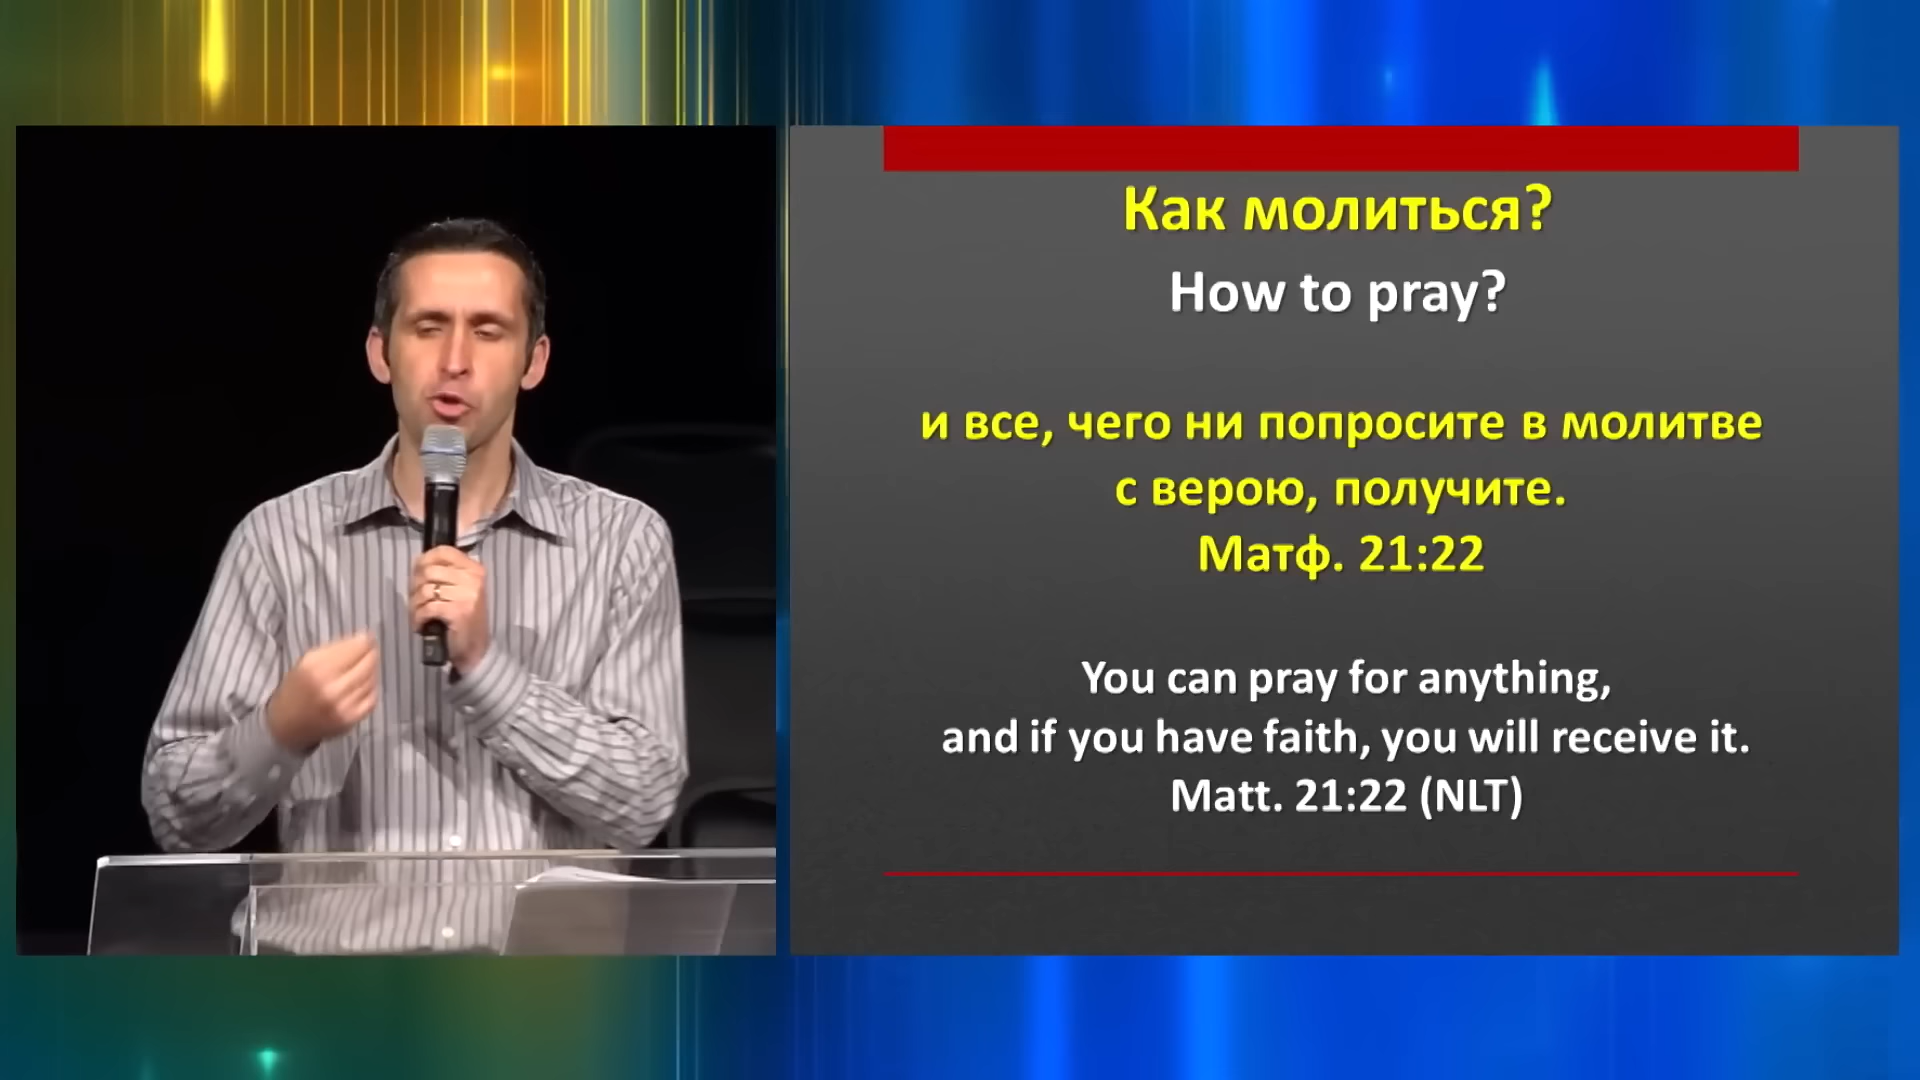 Как молиться?
How to pray?
и все, чего ни попросите в молитве
с верою, получите.
Матф. 21:22
You can pray for anything,
and if you have faith, you will receive it.
Matt. 21:22 (NLT)